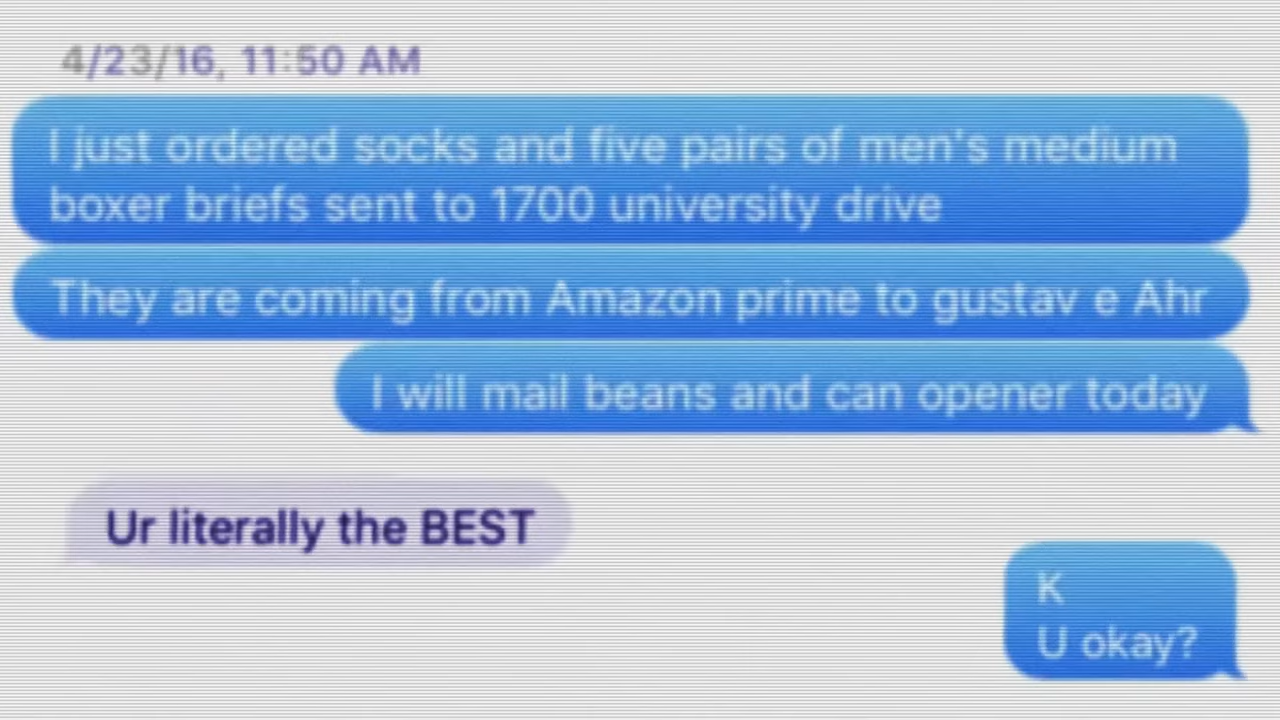 4/23/16, 11:50 AM
I just ordered socks and five pairs of men's medium
boxer briefs sent to 1700 university drive
They are coming from Amazon prime to gustav e Ahr
I will mail beans and can opener today
Ur literally the BEST
K
U okay?